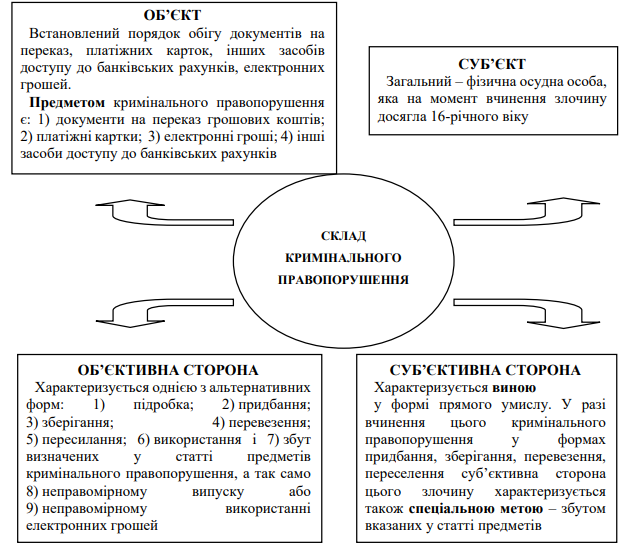 ОБ’ЄКТ
Встановлений порядок обігу документів на
переказ, платіжних карток, інших засобів
доступу до банківських рахунків, електронних
грошей.
Предметом кримінального правопорушення
є: 1) документи на переказ грошових коштів;
2) платіжні картки; 3) електронні гроші; 4) інші
засоби доступу до банківських рахунків
СУБ’ЄКТ
Загальний – фізична осудна особа,
яка на момент вчинення злочину
досягла 16-річного віку
СКЛАД
КРИМІНАЛЬНОГО
ПРАВОПОРУШЕННЯ
ОБ’ЄКТИВНА СТОРОНА
Характеризується однією з альтернативних
форм: 1) підробка; 2) придбання;
3) зберігання; 4) перевезення;
5) пересилання; 6) використання і 7) збут
визначених у статті предметів
кримінального правопорушення, а так само
8) неправомірному випуску або
9) неправомірному використанні
електронних грошей
СУБ’ЄКТИВНА СТОРОНА
Характеризується виною
у формі прямого умислу. У разі
вчинення цього кримінального
правопорушення у формах
придбання, зберігання, перевезення,
переселення суб’єктивна сторона
цього злочину характеризується
також спеціальною метою – збутом
вказаних у статті предметів